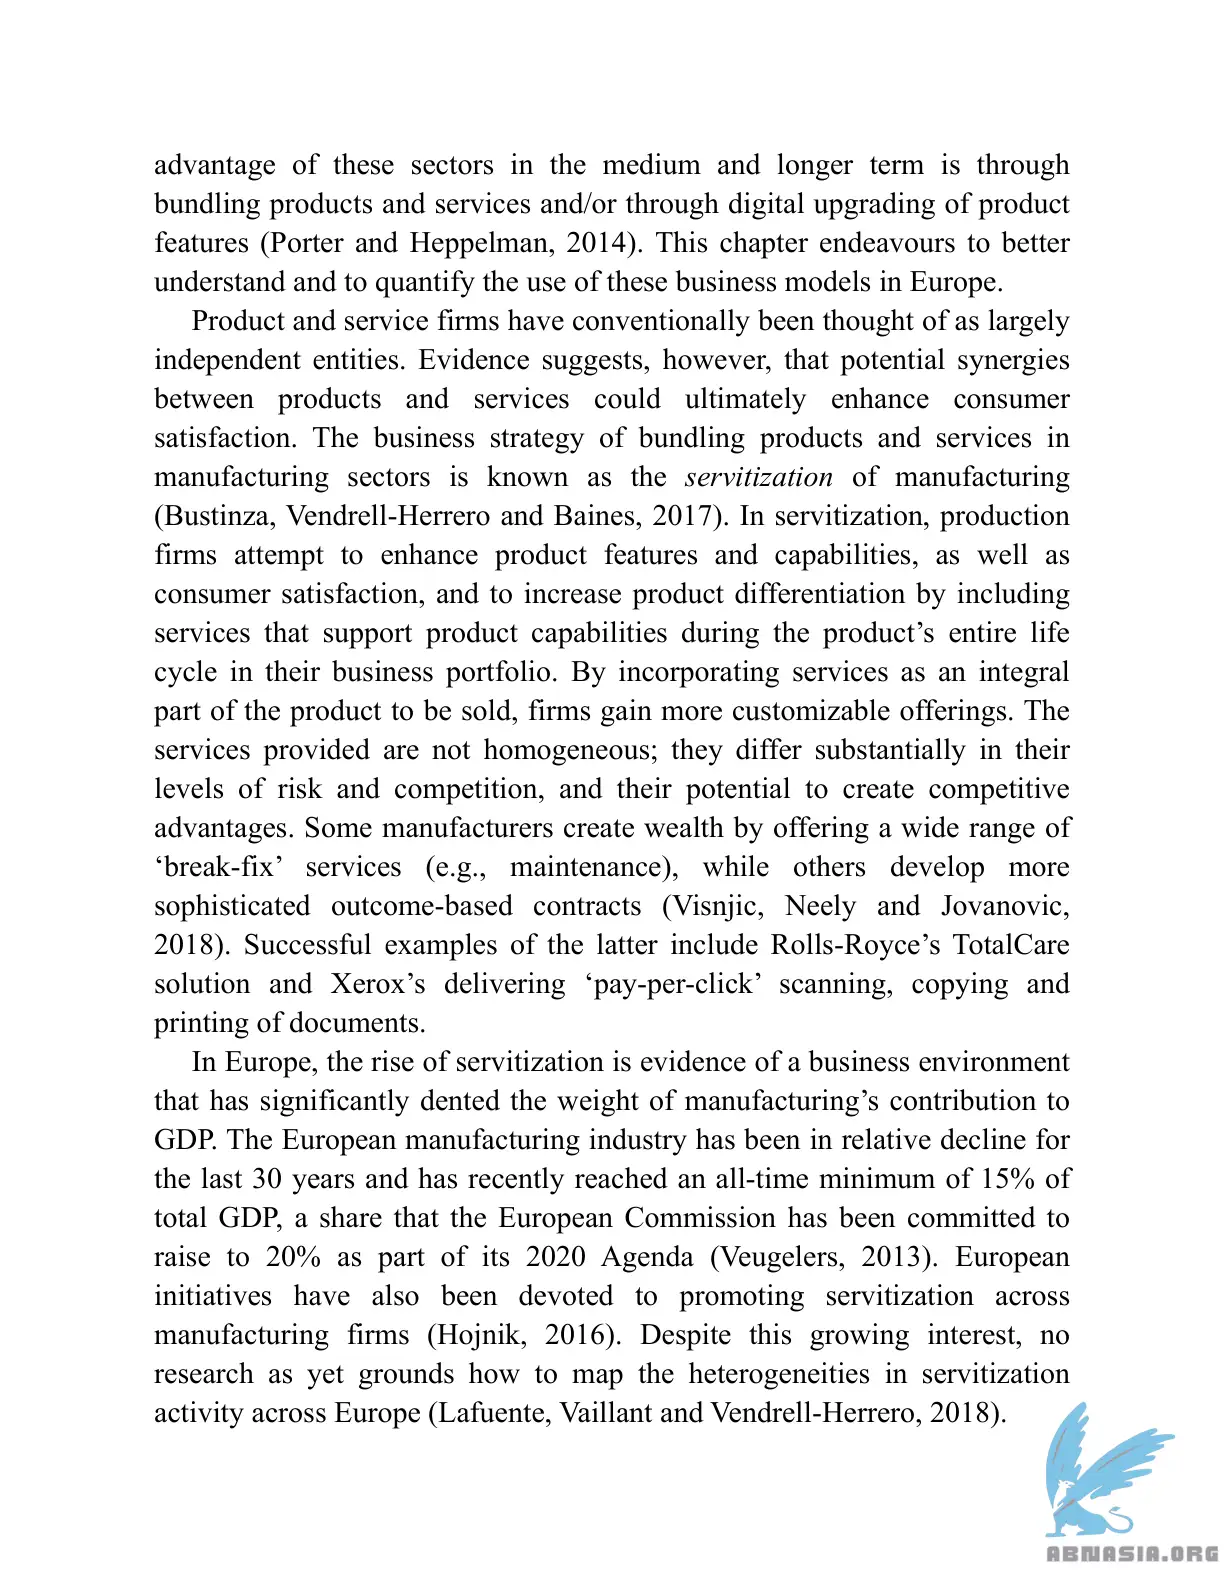 advantage of these sectors in the medium and longer term is through
bundling products and services and/or through digital upgrading of product
features (Porter and Heppelman, 2014). This chapter endeavours to better
understand and to quantify the use of these business models in Europe.
Product and service firms have conventionally been thought of as largely
independent entities. Evidence suggests, however, that potential synergies
between products and services could ultimately enhance consumer
satisfaction. The business strategy of bundling products and services in
manufacturing sectors is known as the servitization of manufacturing
(Bustinza, Vendrell-Herrero and Baines, 2017). In servitization, production
firms attempt to enhance product features and capabilities, as well as
consumer satisfaction, and to increase product differentiation by including
services that support product capabilities during the product’s entire life
cycle in their business portfolio. By incorporating services as an integral
part of the product to be sold, firms gain more customizable offerings. The
services provided are not homogeneous; they differ substantially in their
levels of risk and competition, and their potential to create competitive
advantages. Some manufacturers create wealth by offering a wide range of
‘break-fix’ services (e.g., maintenance), while others develop more
sophisticated outcome-based contracts (Visnjic, Neely and Jovanovic,
2018). Successful examples of the latter include Rolls-Royce’s TotalCare
solution and Xerox’s delivering ‘pay-per-click’ scanning, copying and
printing of documents.
In Europe, the rise of servitization is evidence of a business environment
that has significantly dented the weight of manufacturing’s contribution to
GDP. The European manufacturing industry has been in relative decline for
the last 30 years and has recently reached an all-time minimum of 15% of
total GDP, a share that the European Commission has been committed to
raise to 20% as part of its 2020 Agenda (Veugelers, 2013). European
initiatives have also been devoted to promoting servitization across
manufacturing firms (Hojnik, 2016). Despite this growing interest, no
research as yet grounds how to map the heterogeneities in servitization
activity across Europe (Lafuente, Vaillant and Vendrell-Herrero, 2018).
ABNASIA.ORG